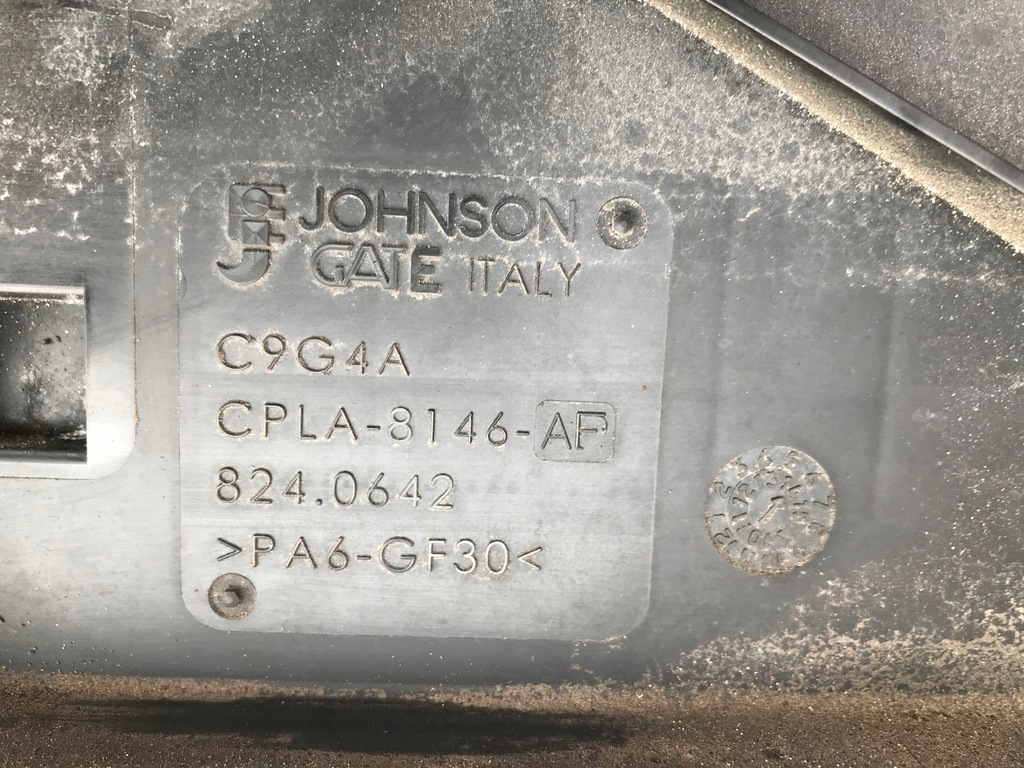 JOHNSON
GATE ITALY
C9G4A
CPLA-8146-AF
824.0642
>PA6-GF30<